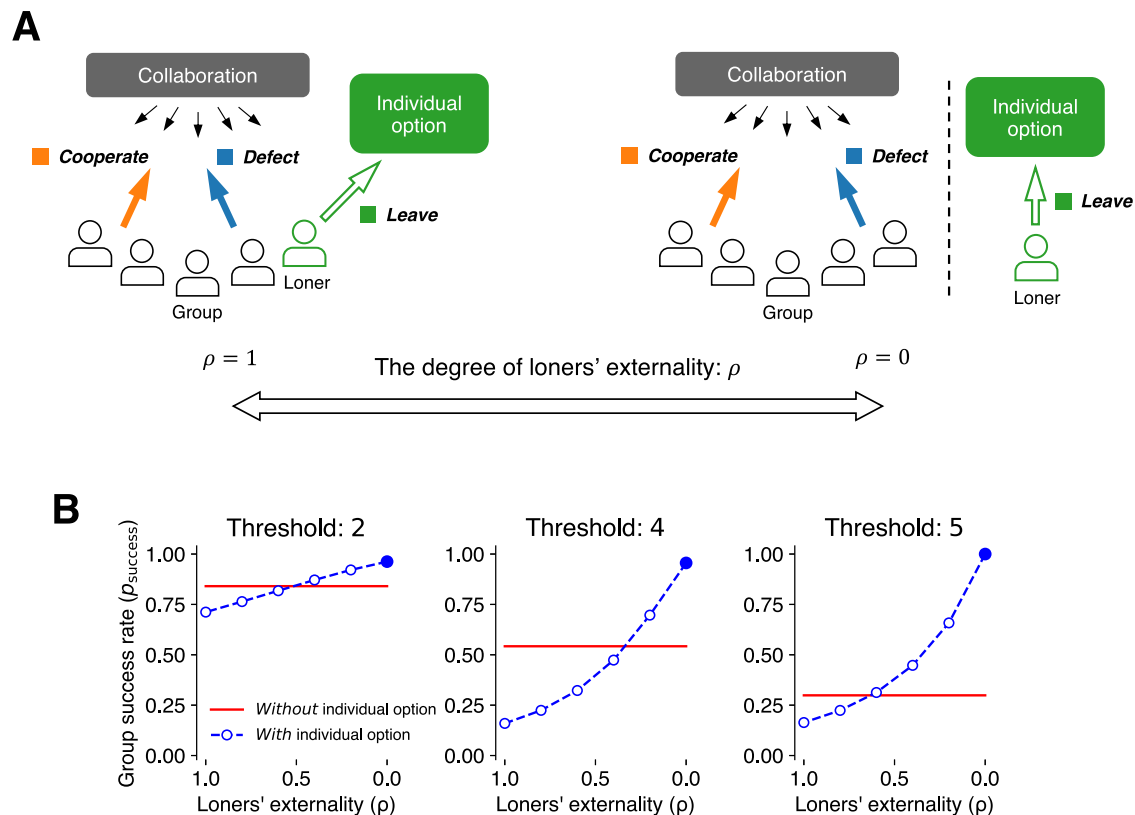 A
Collaboration
Individual
option
Cooperate
Defect
Leave
Loner
Group
Collaboration
Individual
option
Cooperate
Defect
Leave
Loner
Group
ρ = 1
The degree of loners' externality: ρ
ρ = 0
B
Threshold: 2
Threshold: 4
Threshold: 5
Group success rate (p_success)
1.00
0.75
0.50
0.25
0.00
Without individual option
With individual option
1.0
0.5
0.0
Loners' externality (ρ)
1.00
0.75
0.50
0.25
0.00
1.0
0.5
0.0
Loners' externality (ρ)
1.00
0.75
0.50
0.25
0.00
1.0
0.5
0.0
Loners' externality (ρ)